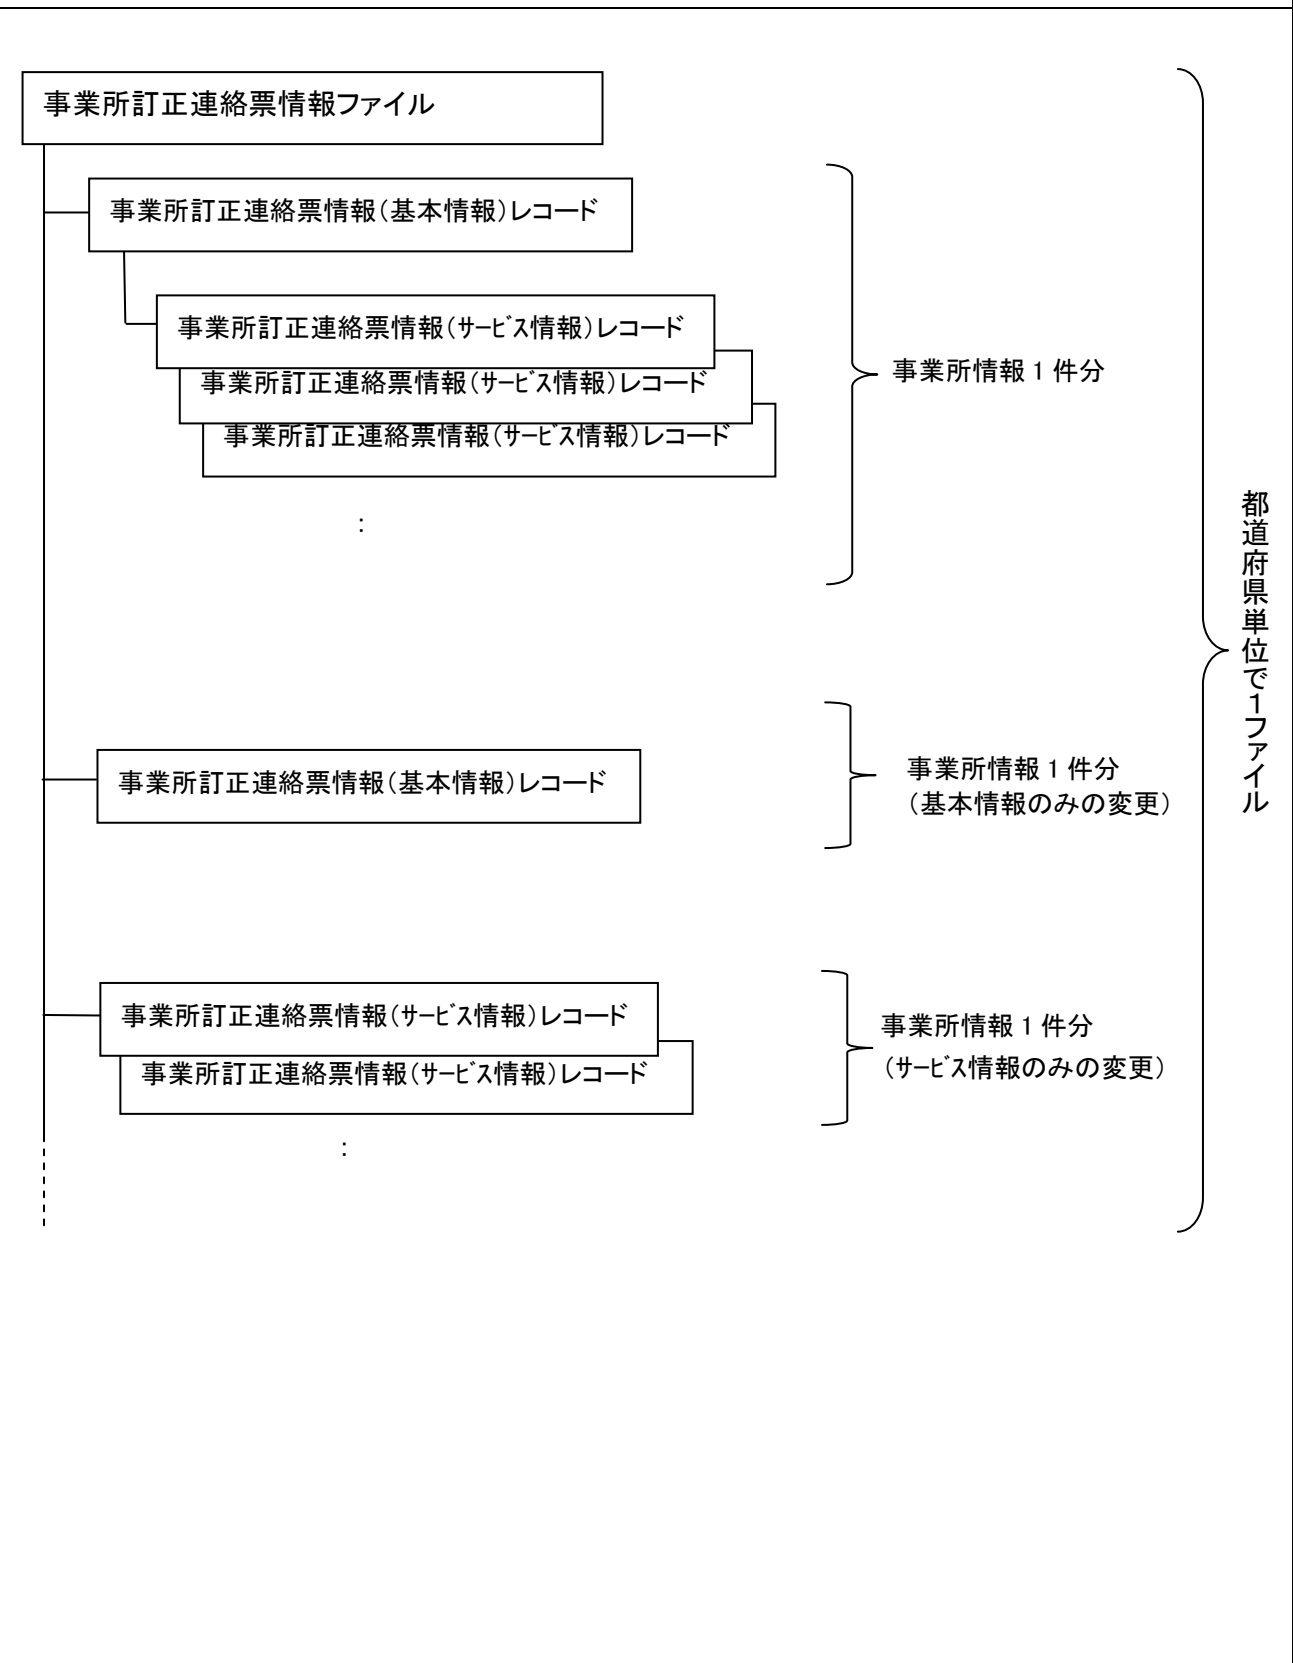 事業所訂正連絡票情報ファイル
事業所訂正連絡票情報（基本情報）レコード
事業所訂正連絡票情報（ｻｰﾋﾞｽ情報）レコード
事業所訂正連絡票情報（ｻｰﾋﾞｽ情報）レコード
事業所訂正連絡票情報（ｻｰﾋﾞｽ情報）レコード
：
事業所情報１件分
事業所訂正連絡票情報（基本情報）レコード
事業所情報１件分
（基本情報のみの変更）
事業所訂正連絡票情報（ｻｰﾋﾞｽ情報）レコード
事業所訂正連絡票情報（ｻｰﾋﾞｽ情報）レコード
：
事業所情報１件分
（ｻｰﾋﾞｽ情報のみの変更）
都道府県単位で１ファイル